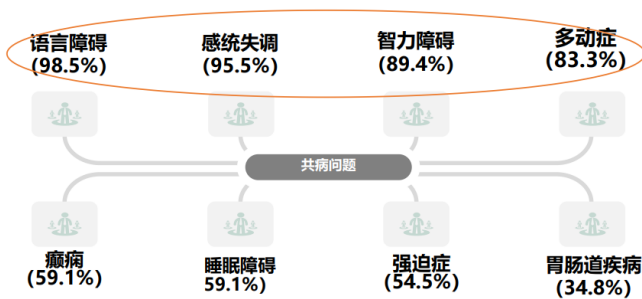 语言障碍
(98.5%)
感统失调
(95.5%)
智力障碍
(89.4%)
多动症
(83.3%)
共病问题
癫痫
(59.1%)
睡眠障碍
59.1%)
强迫症
(54.5%)
胃肠道疾病
(34.8%)